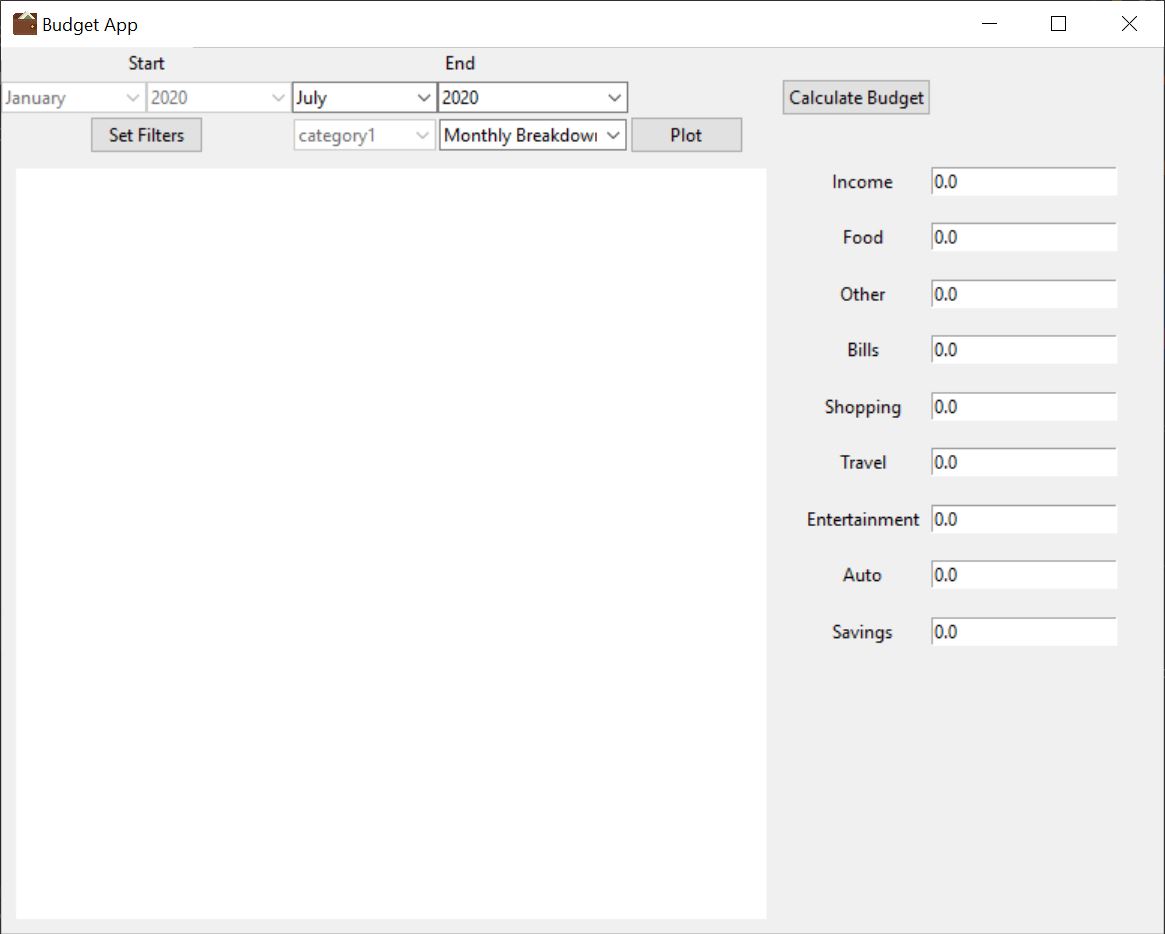 Budget App
Start End
January 2020 July 2020 Calculate Budget
Set Filters category1 Monthly Breakdown Plot
Income 0.0
Food 0.0
Other 0.0
Bills 0.0
Shopping 0.0
Travel 0.0
Entertainment 0.0
Auto 0.0
Savings 0.0